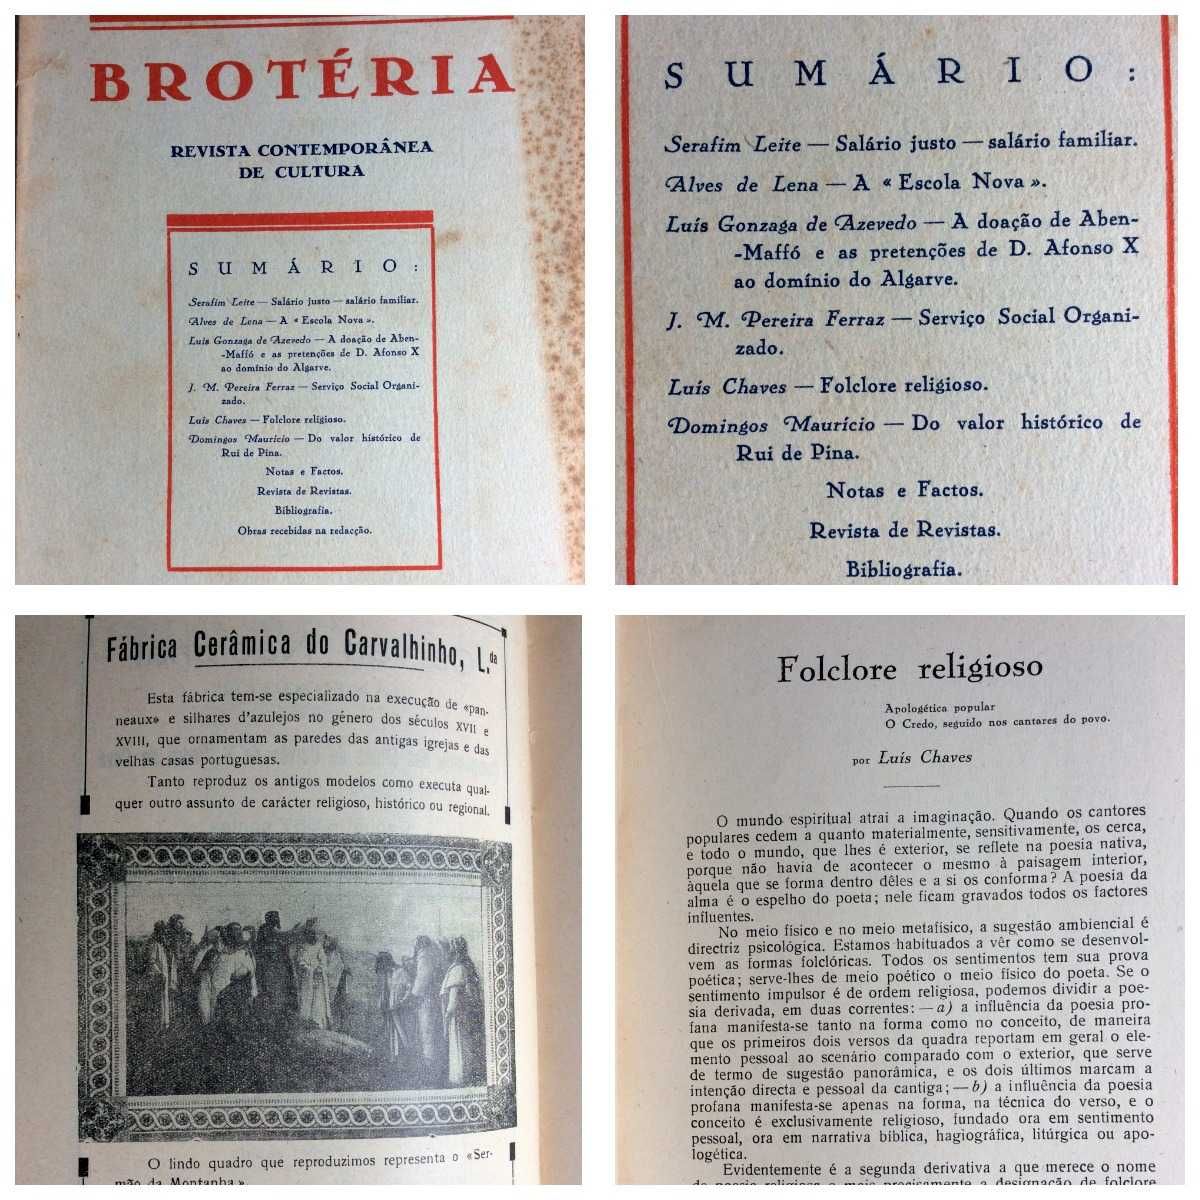 BROTÉRIA
REVISTA CONTEMPORÂNEA
DE CULTURA
SUMÁRIO:
Serafim Leite — Salário justo — salário familiar.
Alves de Lena — A « Escola Nova ».
Luís Gonzaga de Azevedo — A doação de Aben-
-Maffó e as pretenções de D. Afonso X
ao domínio do Algarve.
J. M. Pereira Ferraz — Serviço Social Organi-
zado.
Luís Chaves — Folclore religioso.
Domingos Maurício — Do valor histórico de
Rui de Pina.
Notas e Factos.
Revista de Revistas.
Bibliografia.
Obras recebidas na redacção.
SUMÁRIO:
Serafim Leite — Salário justo — salário familiar.
Alves de Lena — A « Escola Nova ».
Luís Gonzaga de Azevedo — A doação de Aben-
-Maffó e as pretenções de D. Afonso X
ao domínio do Algarve.
J. M. Pereira Ferraz — Serviço Social Organi-
zado.
Luís Chaves — Folclore religioso.
Domingos Maurício — Do valor histórico de
Rui de Pina.
Notas e Factos.
Revista de Revistas.
Bibliografia.
Fábrica Cerâmica do Carvalhinho, L.da
Esta fábrica tem-se especializado na execução de «pan-
neaux» e silhares d'azulejos no género dos séculos XVII e
XVIII, que ornamentam as paredes das antigas igrejas e das
velhas casas portuguesas.
Tanto reproduz os antigos modelos como executa qual-
quer outro assunto de carácter religioso, histórico ou regional.
O lindo quadro que reproduzimos representa o «Ser-
mão da Montanha».
Folclore religioso
Apologética popular
O Credo, seguido nos cantares do povo.
por Luís Chaves
O mundo espiritual atrai a imaginação. Quando os cantores
populares cedem a quanto materialmente, sensitivamente, os cerca,
e todo o mundo, que lhes é exterior, se reflete na poesia nativa,
porque não havia de acontecer o mesmo à paisagem interior,
àquela que se forma dentro dêles e a si os conforma? A poesia da
alma é o espelho do poeta; nele ficam gravados todos os factores
influentes.
No meio físico e no meio metafísico, a sugestão ambiencial é
directriz psicológica. Estamos habituados a vêr como se desenvol-
vem as formas folclóricas. Todos os sentimentos tem sua prova
poética; serve-lhes de meio poético o meio físico do poeta. Se o
sentimento impulsor é de ordem religiosa, podemos dividir a poe-
sia derivada, em duas correntes: — a) a influência da poesia pro-
fana manifesta-se tanto na forma como no conceito, de maneira
que os primeiros dois versos da quadra reportam em geral o ele-
mento pessoal ao scenário comparado com o exterior, que serve
de termo de sugestão panorâmica, e os dois últimos marcam a
intenção directa e pessoal da cantiga; — b) a influência da poesia
profana manifesta-se apenas na forma, na técnica do verso, e o
conceito é exclusivamente religioso, fundado ora em sentimento
pessoal, ora em narrativa bíblica, hagiográfica, litúrgica ou apo-
logética.
Evidentemente é a segunda derivativa a que merece o nome
de poesia religiosa e mais precisamente a designação de folclore